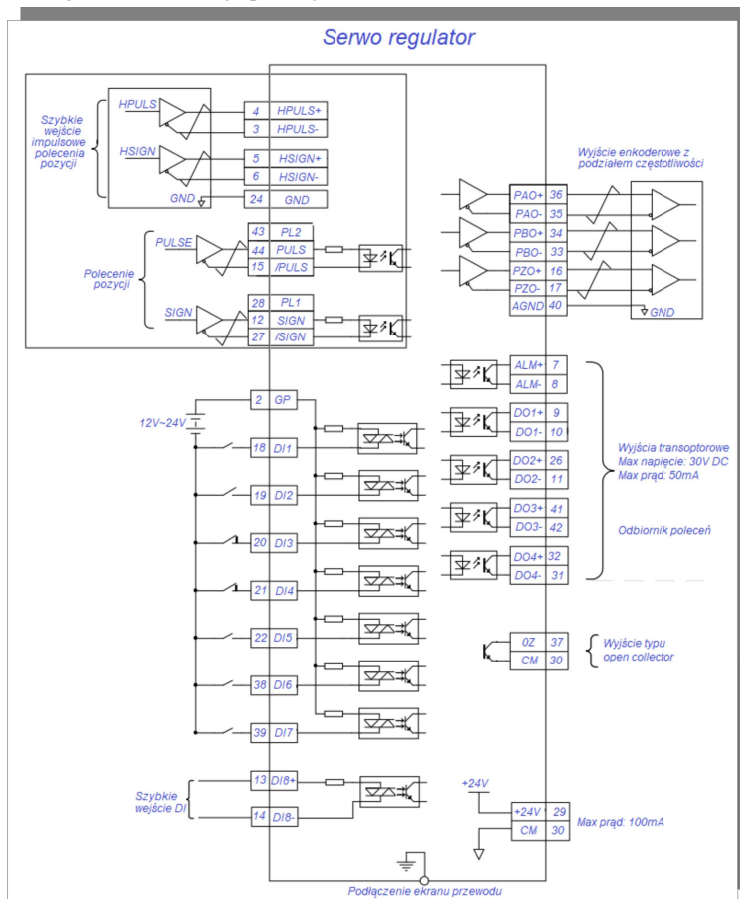 Serwo regulator
Szybkie
wejście
impulsowe
polecenia
pozycji
HPULS
4 HPULS+
3 HPULS-
HSIGN
5 HSIGN+
6 HSIGN-
GND
24 GND
Polecenie
pozycji
PULSE
43 PL2
44 PULS
15 /PULS
SIGN
28 PL1
12 SIGN
27 /SIGN
Wyjście enkoderowe z
podziałem częstotliwości
PAO+ 36
PAO- 35
PBO+ 34
PBO- 33
PZO+ 16
PZO- 17
AGND 40
GND
12V~24V
2 GP
18 DI1
19 DI2
20 DI3
21 DI4
22 DI5
38 DI6
39 DI7
ALM+ 7
ALM- 8
DO1+ 9
DO1- 10
DO2+ 26
DO2- 11
DO3+ 41
DO3- 42
DO4+ 32
DO4- 31
Wyjścia transoptorowe
Max napięcie: 30V DC
Max prąd: 50mA
Odbiornik poleceń
0Z 37
CM 30
Wyjście typu
open collector
Szybkie
wejście DI
13 DI8+
14 DI8-
+24V
+24V 29
CM 30
Max prąd: 100mA
Podłączenie ekranu przewodu